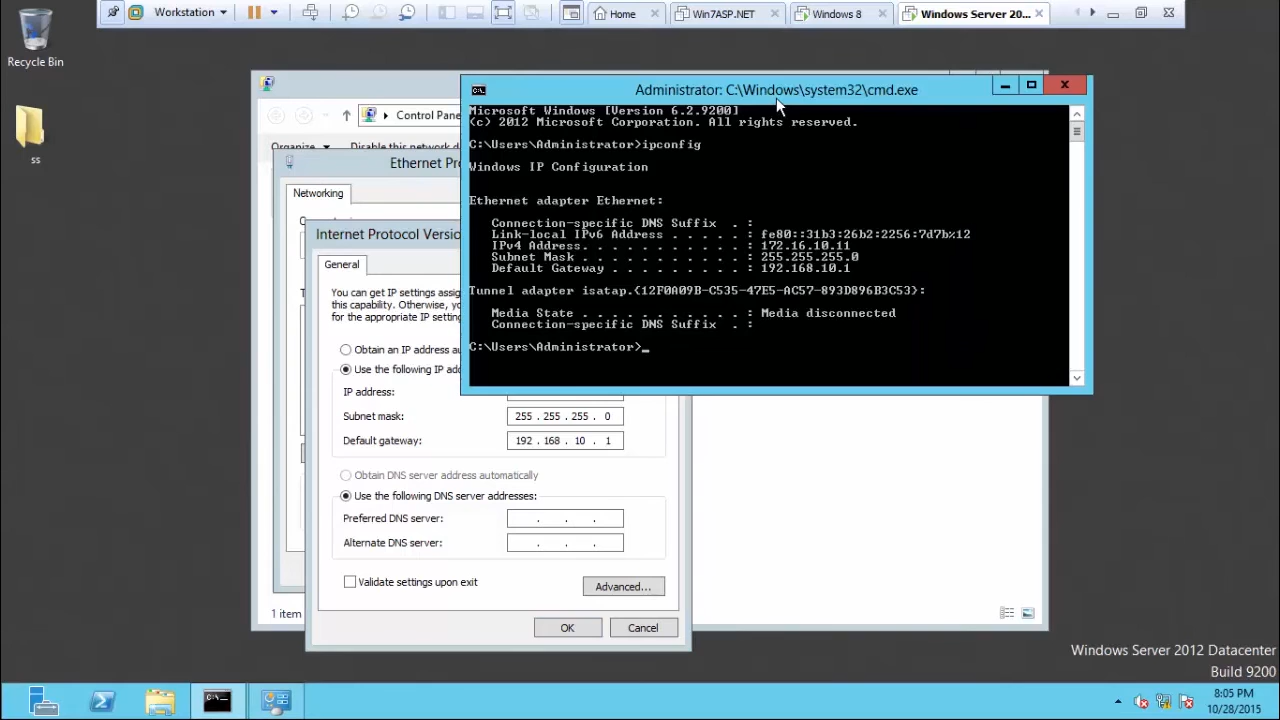 Workstation
Home
Win7ASP.NET
Windows 8
Windows Server 20...
Recycle Bin
ss
Control Pane
Organize
Disable this network d
Administrator: C:\Windows\system32\cmd.exe
Microsoft Windows [Version 6.2.9200]
(c) 2012 Microsoft Corporation. All rights reserved.
C:\Users\Administrator>ipconfig
Windows IP Configuration
Ethernet adapter Ethernet:
Connection-specific DNS Suffix . :
Link-local IPv6 Address . . . . . : fe80::31b3:26b2:2256:7d7b%12
IPv4 Address. . . . . . . . . . . : 172.16.10.11
Subnet Mask . . . . . . . . . . . : 255.255.255.0
Default Gateway . . . . . . . . . : 192.168.10.1
Tunnel adapter isatap.{12F0A09B-C535-47E5-AC57-893D896B3C53}:
Media State . . . . . . . . . . . : Media disconnected
Connection-specific DNS Suffix . :
C:\Users\Administrator>_
Ethernet Pro
Networking
Internet Protocol Versio
General
You can get IP settings assig
this capability. Otherwise, yo
for the appropriate IP setting
Obtain an IP address au
Use the following IP add
IP address:
Subnet mask: 255 . 255 . 255 . 0
Default gateway: 192 . 168 . 10 . 1
Obtain DNS server address automatically
Use the following DNS server addresses:
Preferred DNS server: . . .
Alternate DNS server: . . .
Validate settings upon exit
Advanced...
OK
Cancel
1 item
Windows Server 2012 Datacenter
Build 9200
8:05 PM
10/28/2015